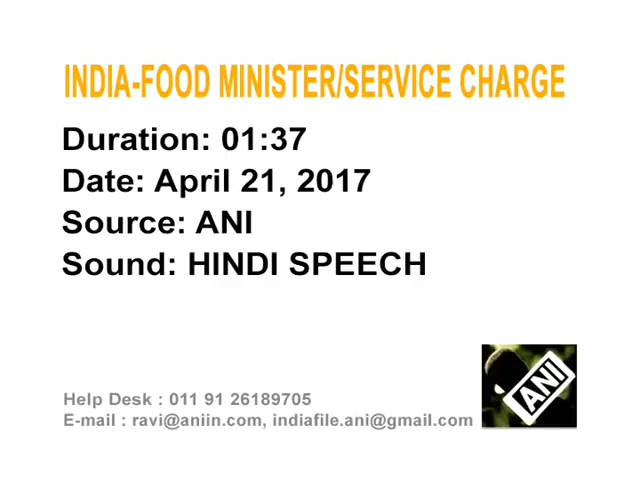 INDIA-FOOD MINISTER/SERVICE CHARGE
Duration: 01:37
Date: April 21, 2017
Source: ANI
Sound: HINDI SPEECH
Help Desk : 011 91 26189705
E-mail : ravi@aniin.com, indiafile.ani@gmail.com
ANI